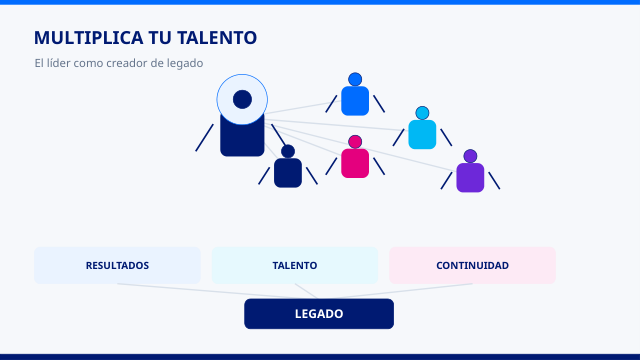 MULTIPLICA TU TALENTO
El líder como creador de legado
RESULTADOS
TALENTO
CONTINUIDAD
LEGADO